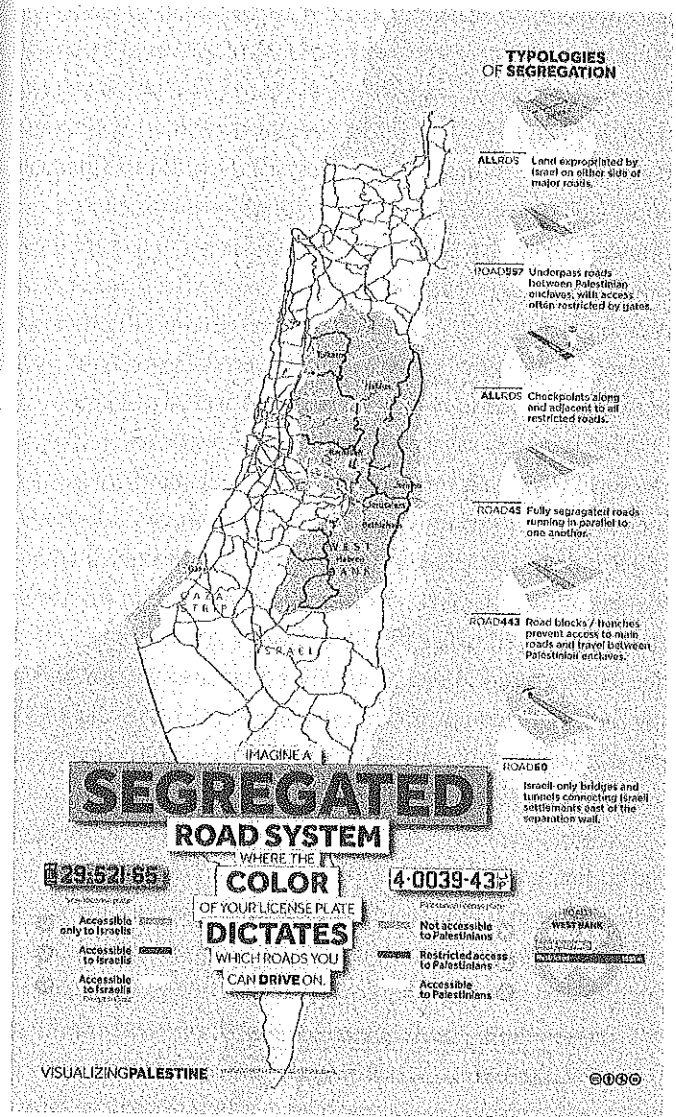 TYPOLOGIES
OF SEGREGATION
ALLRDS Land expropriated by
Israel on either side of
major roads.
ROAD557 Underpass roads
between Palestinian
enclaves, with access
often restricted by gates.
ALLRDS Checkpoints along
and adjacent to all
restricted roads.
ROAD45 Fully segregated roads
running in parallel to
one another.
ROAD443 Road blocks / trenches
prevent access to main
roads and travel between
Palestinian enclaves.
ROAD60
Israeli-only bridges and
tunnels connecting Israeli
settlements east of the
separation wall.
Tulkarm
Nablus
Ramallah
Jericho
Jerusalem
Bethlehem
WEST
Hebron
BANK
Gaza
GAZA
STRIP
ISRAEL
IMAGINE A
SEGREGATED
ROAD SYSTEM
WHERE THE
COLOR
OF YOUR LICENSE PLATE
DICTATES
WHICH ROADS YOU
CAN DRIVE ON.
29·521·65
Accessible
only to Israelis
Accessible
to Israelis
Accessible
to Israelis
4·0039-43
Not accessible
to Palestinians
Restricted access
to Palestinians
Accessible
to Palestinians
ROADS
WEST BANK
VISUALIZINGPALESTINE